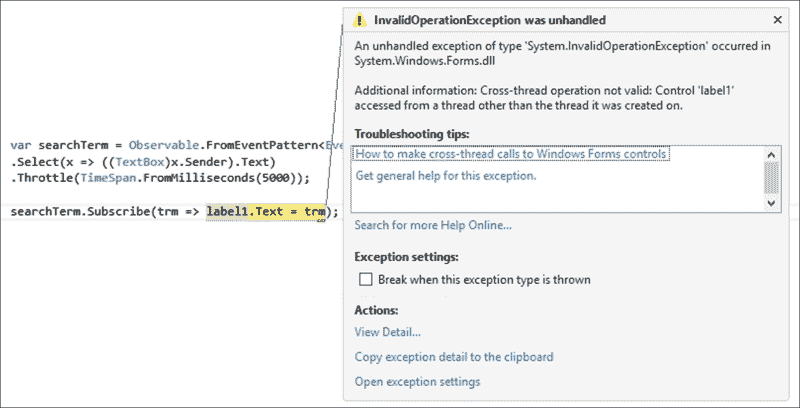 var searchTerm = Observable.FromEventPattern<Eve
.Select(x => ((TextBox)x.Sender).Text)
.Throttle(TimeSpan.FromMilliseconds(5000));
searchTerm.Subscribe(trm => label1.Text = trm);
InvalidOperationException was unhandled
An unhandled exception of type 'System.InvalidOperationException' occurred in
System.Windows.Forms.dll
Additional information: Cross-thread operation not valid: Control 'label1'
accessed from a thread other than the thread it was created on.
Troubleshooting tips:
How to make cross-thread calls to Windows Forms controls
Get general help for this exception.
Search for more Help Online...
Exception settings:
Break when this exception type is thrown
Actions:
View Detail...
Copy exception detail to the clipboard
Open exception settings